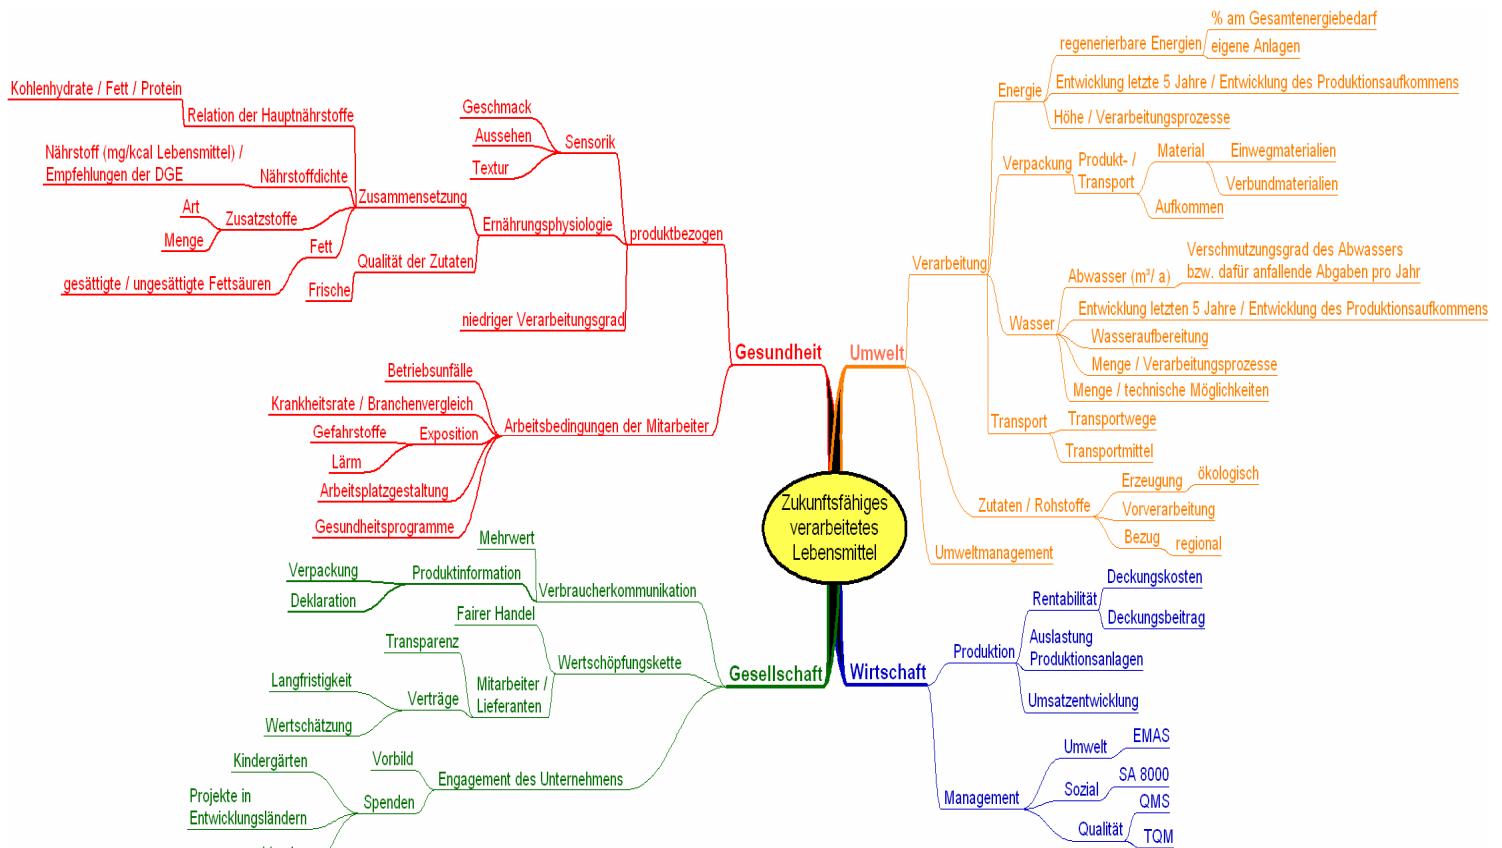 Zukunftsfähiges
verarbeitetes
Lebensmittel
Gesundheit
produktbezogen
Sensorik
Geschmack
Aussehen
Textur
Ernährungsphysiologie
Zusammensetzung
Relation der Hauptnährstoffe
Kohlenhydrate / Fett / Protein
Nährstoffdichte
Nährstoff (mg/kcal Lebensmittel) /
Empfehlungen der DGE
Zusatzstoffe
Art
Menge
Fett
gesättigte / ungesättigte Fettsäuren
Qualität der Zutaten
Frische
niedriger Verarbeitungsgrad
Arbeitsbedingungen der Mitarbeiter
Betriebsunfälle
Krankheitsrate / Branchenvergleich
Exposition
Gefahrstoffe
Lärm
Arbeitsplatzgestaltung
Gesundheitsprogramme
Umwelt
Verarbeitung
Energie
regenerierbare Energien
% am Gesamtenergiebedarf
eigene Anlagen
Entwicklung letzte 5 Jahre / Entwicklung des Produktionsaufkommens
Höhe / Verarbeitungsprozesse
Verpackung
Produkt- /
Transport
Material
Einwegmaterialien
Verbundmaterialien
Aufkommen
Wasser
Abwasser (m³/ a)
Verschmutzungsgrad des Abwassers
bzw. dafür anfallende Abgaben pro Jahr
Entwicklung letzten 5 Jahre / Entwicklung des Produktionsaufkommens
Wasseraufbereitung
Menge / Verarbeitungsprozesse
Menge / technische Möglichkeiten
Transport
Transportwege
Transportmittel
Zutaten / Rohstoffe
Erzeugung
ökologisch
Vorverarbeitung
Bezug
regional
Umweltmanagement
Gesellschaft
Verbraucherkommunikation
Mehrwert
Produktinformation
Verpackung
Deklaration
Wertschöpfungskette
Fairer Handel
Mitarbeiter /
Lieferanten
Transparenz
Verträge
Langfristigkeit
Wertschätzung
Engagement des Unternehmens
Vorbild
Spenden
Kindergärten
Projekte in
Entwicklungsländern
Wirtschaft
Produktion
Rentabilität
Deckungskosten
Deckungsbeitrag
Auslastung
Produktionsanlagen
Umsatzentwicklung
Management
Umwelt
EMAS
Sozial
SA 8000
Qualität
QMS
TQM